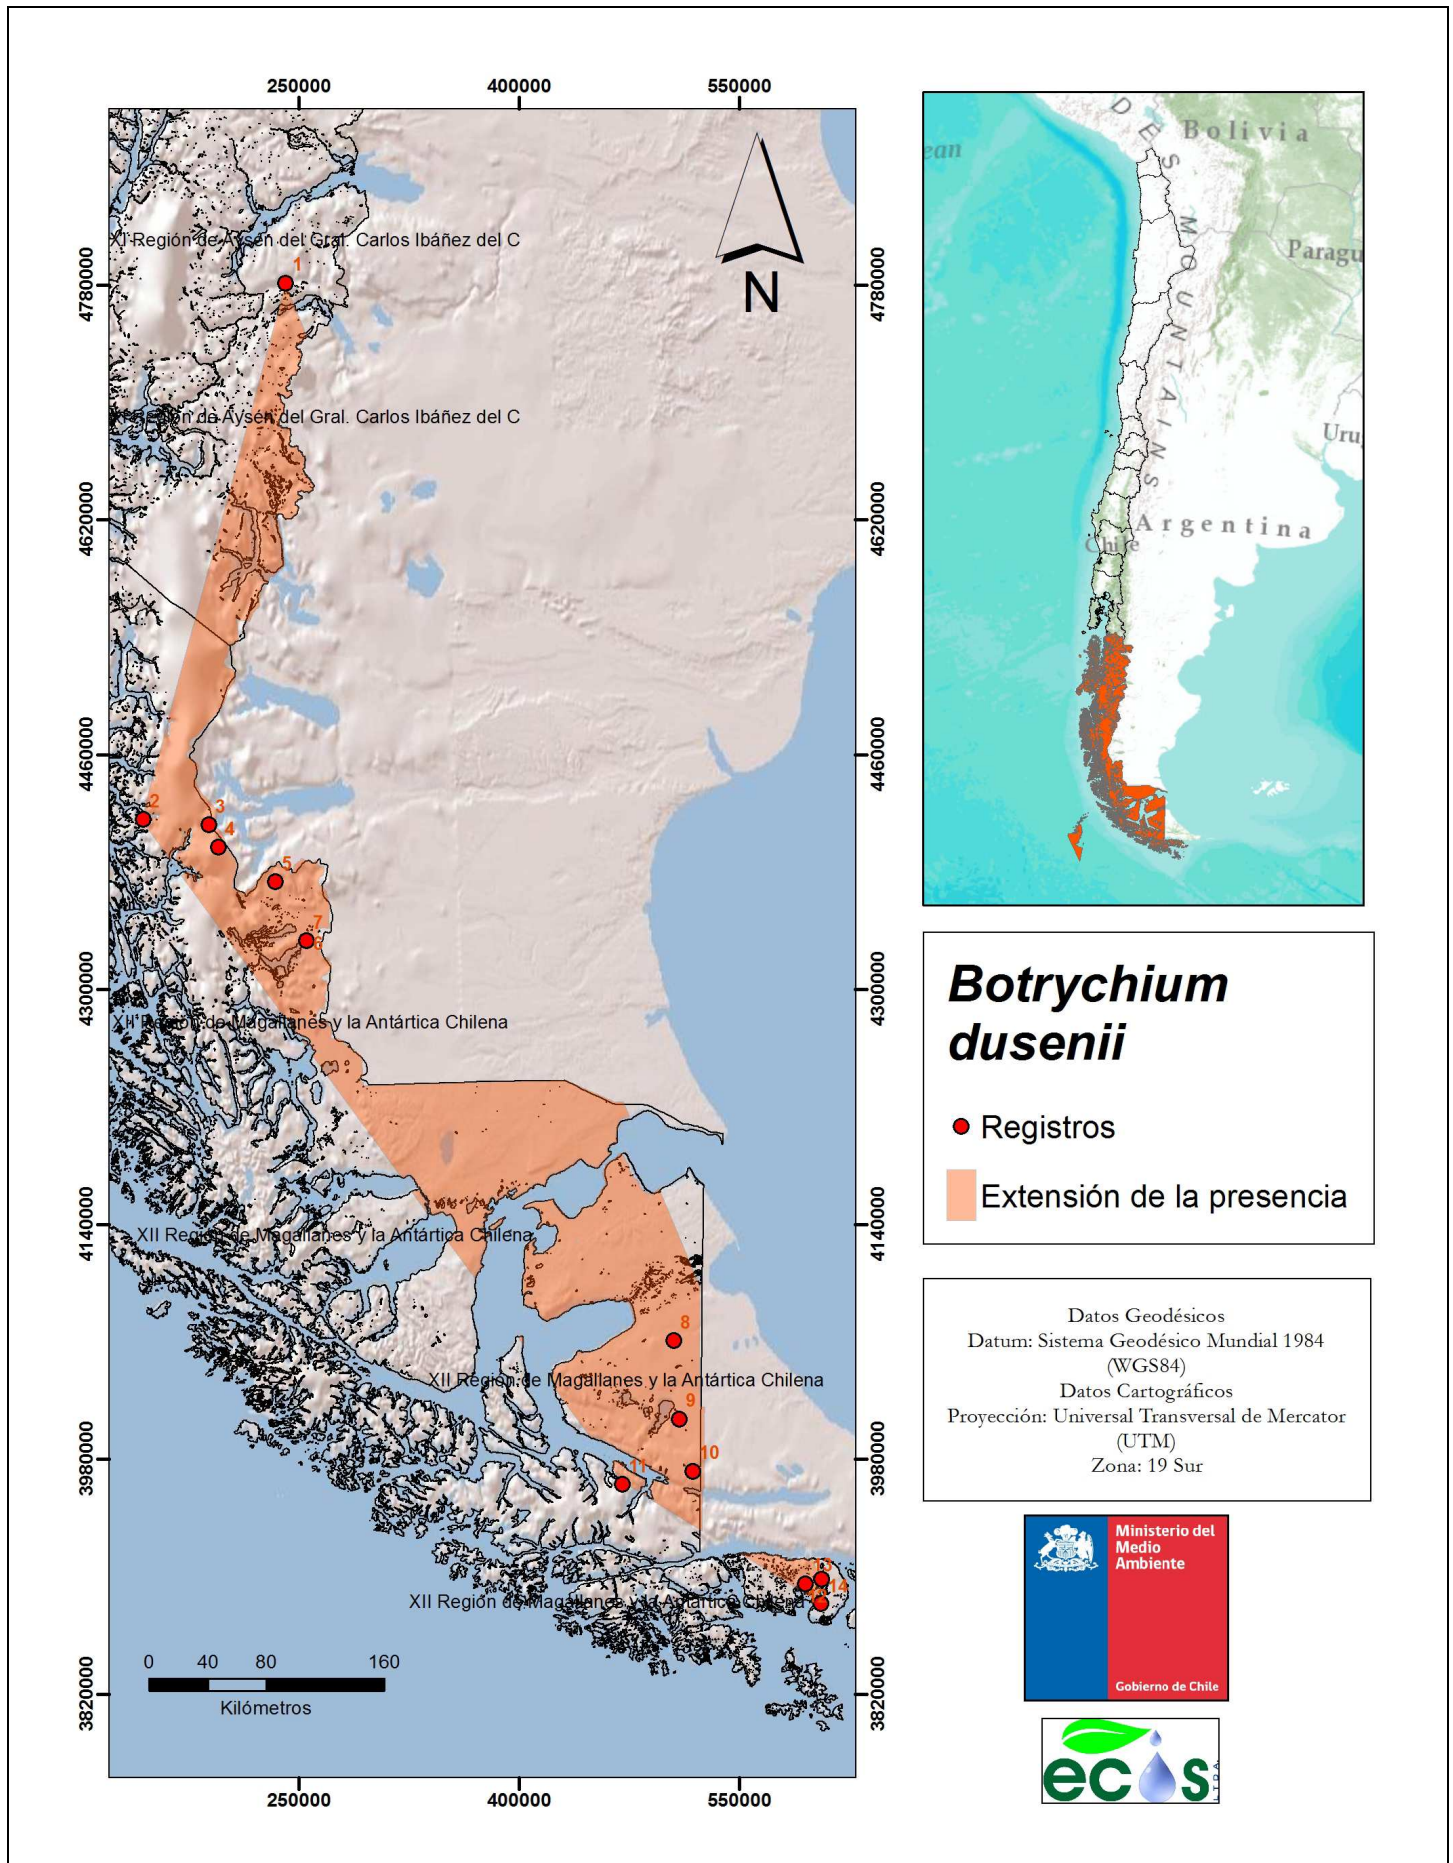 250000
400000
550000
XI Región de Aysén del Gral. Carlos Ibáñez del C
1
4780000
4780000
N
XI Región de Aysén del Gral. Carlos Ibáñez del C
4620000
4620000
4460000
4460000
2
3
4
5
7
6
4300000
4300000
XII Región de Magallanes y la Antártica Chilena
4140000
4140000
XII Región de Magallanes y la Antártica Chilena
8
XII Región de Magallanes y la Antártica Chilena
9
10
11
3980000
3980000
13
14
XII Región de Magallanes y la Antártica Chilena
0 40 80 160
Kilómetros
3820000
3820000
250000
400000
550000
DES MOUNTAINS
Bolivia
ean
Paragu
Uru
Argentina
Chile
Botrychium
dusenii
Registros
Extensión de la presencia
Datos Geodésicos
Datum: Sistema Geodésico Mundial 1984
(WGS84)
Datos Cartográficos
Proyección: Universal Transversal de Mercator
(UTM)
Zona: 19 Sur
Ministerio del
Medio
Ambiente
Gobierno de Chile
ecos
LTDA.